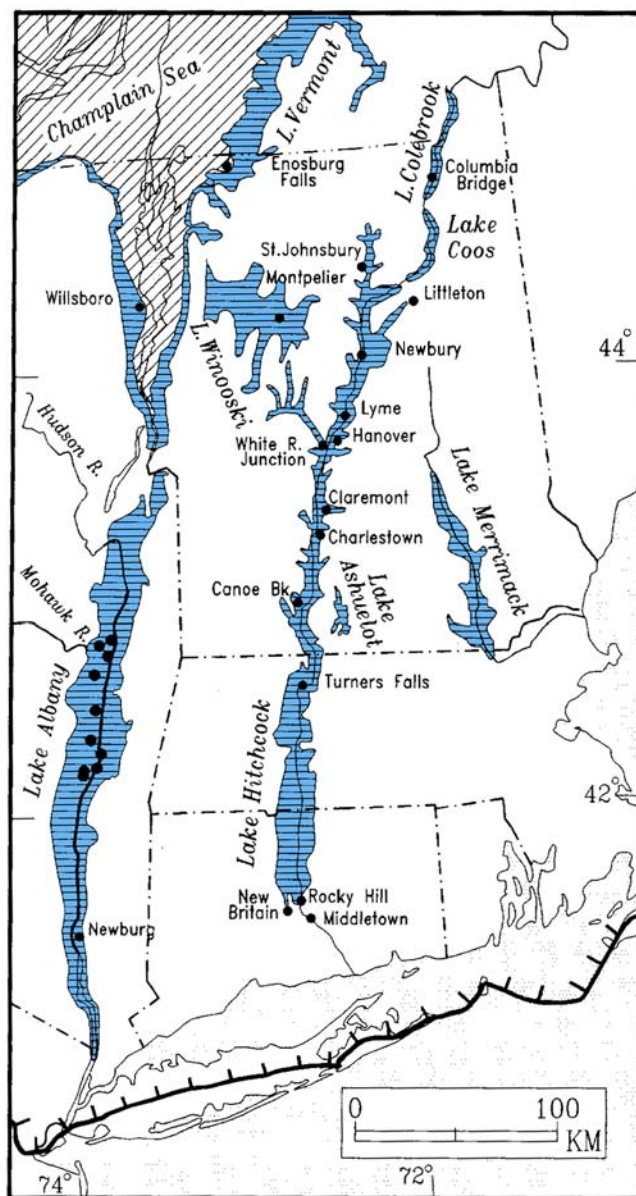 Champlain Sea
L. Vermont
L. Colebrook
Enosburg
Falls
Columbia
Bridge
Lake
Coos
St. Johnsbury
Montpelier
Willsboro
Littleton
L. Winooski
Newbury
44°
Hudson R.
Lyme
Hanover
White R.
Junction
Lake Merrimack
Claremont
Charlestown
Mohawk R.
Canoe Bk.
Lake
Ashuelot
Lake Albany
Turners Falls
Lake Hitchcock
42°
New
Britain
Rocky Hill
Middletown
Newburg
0 100
KM
74° 72°